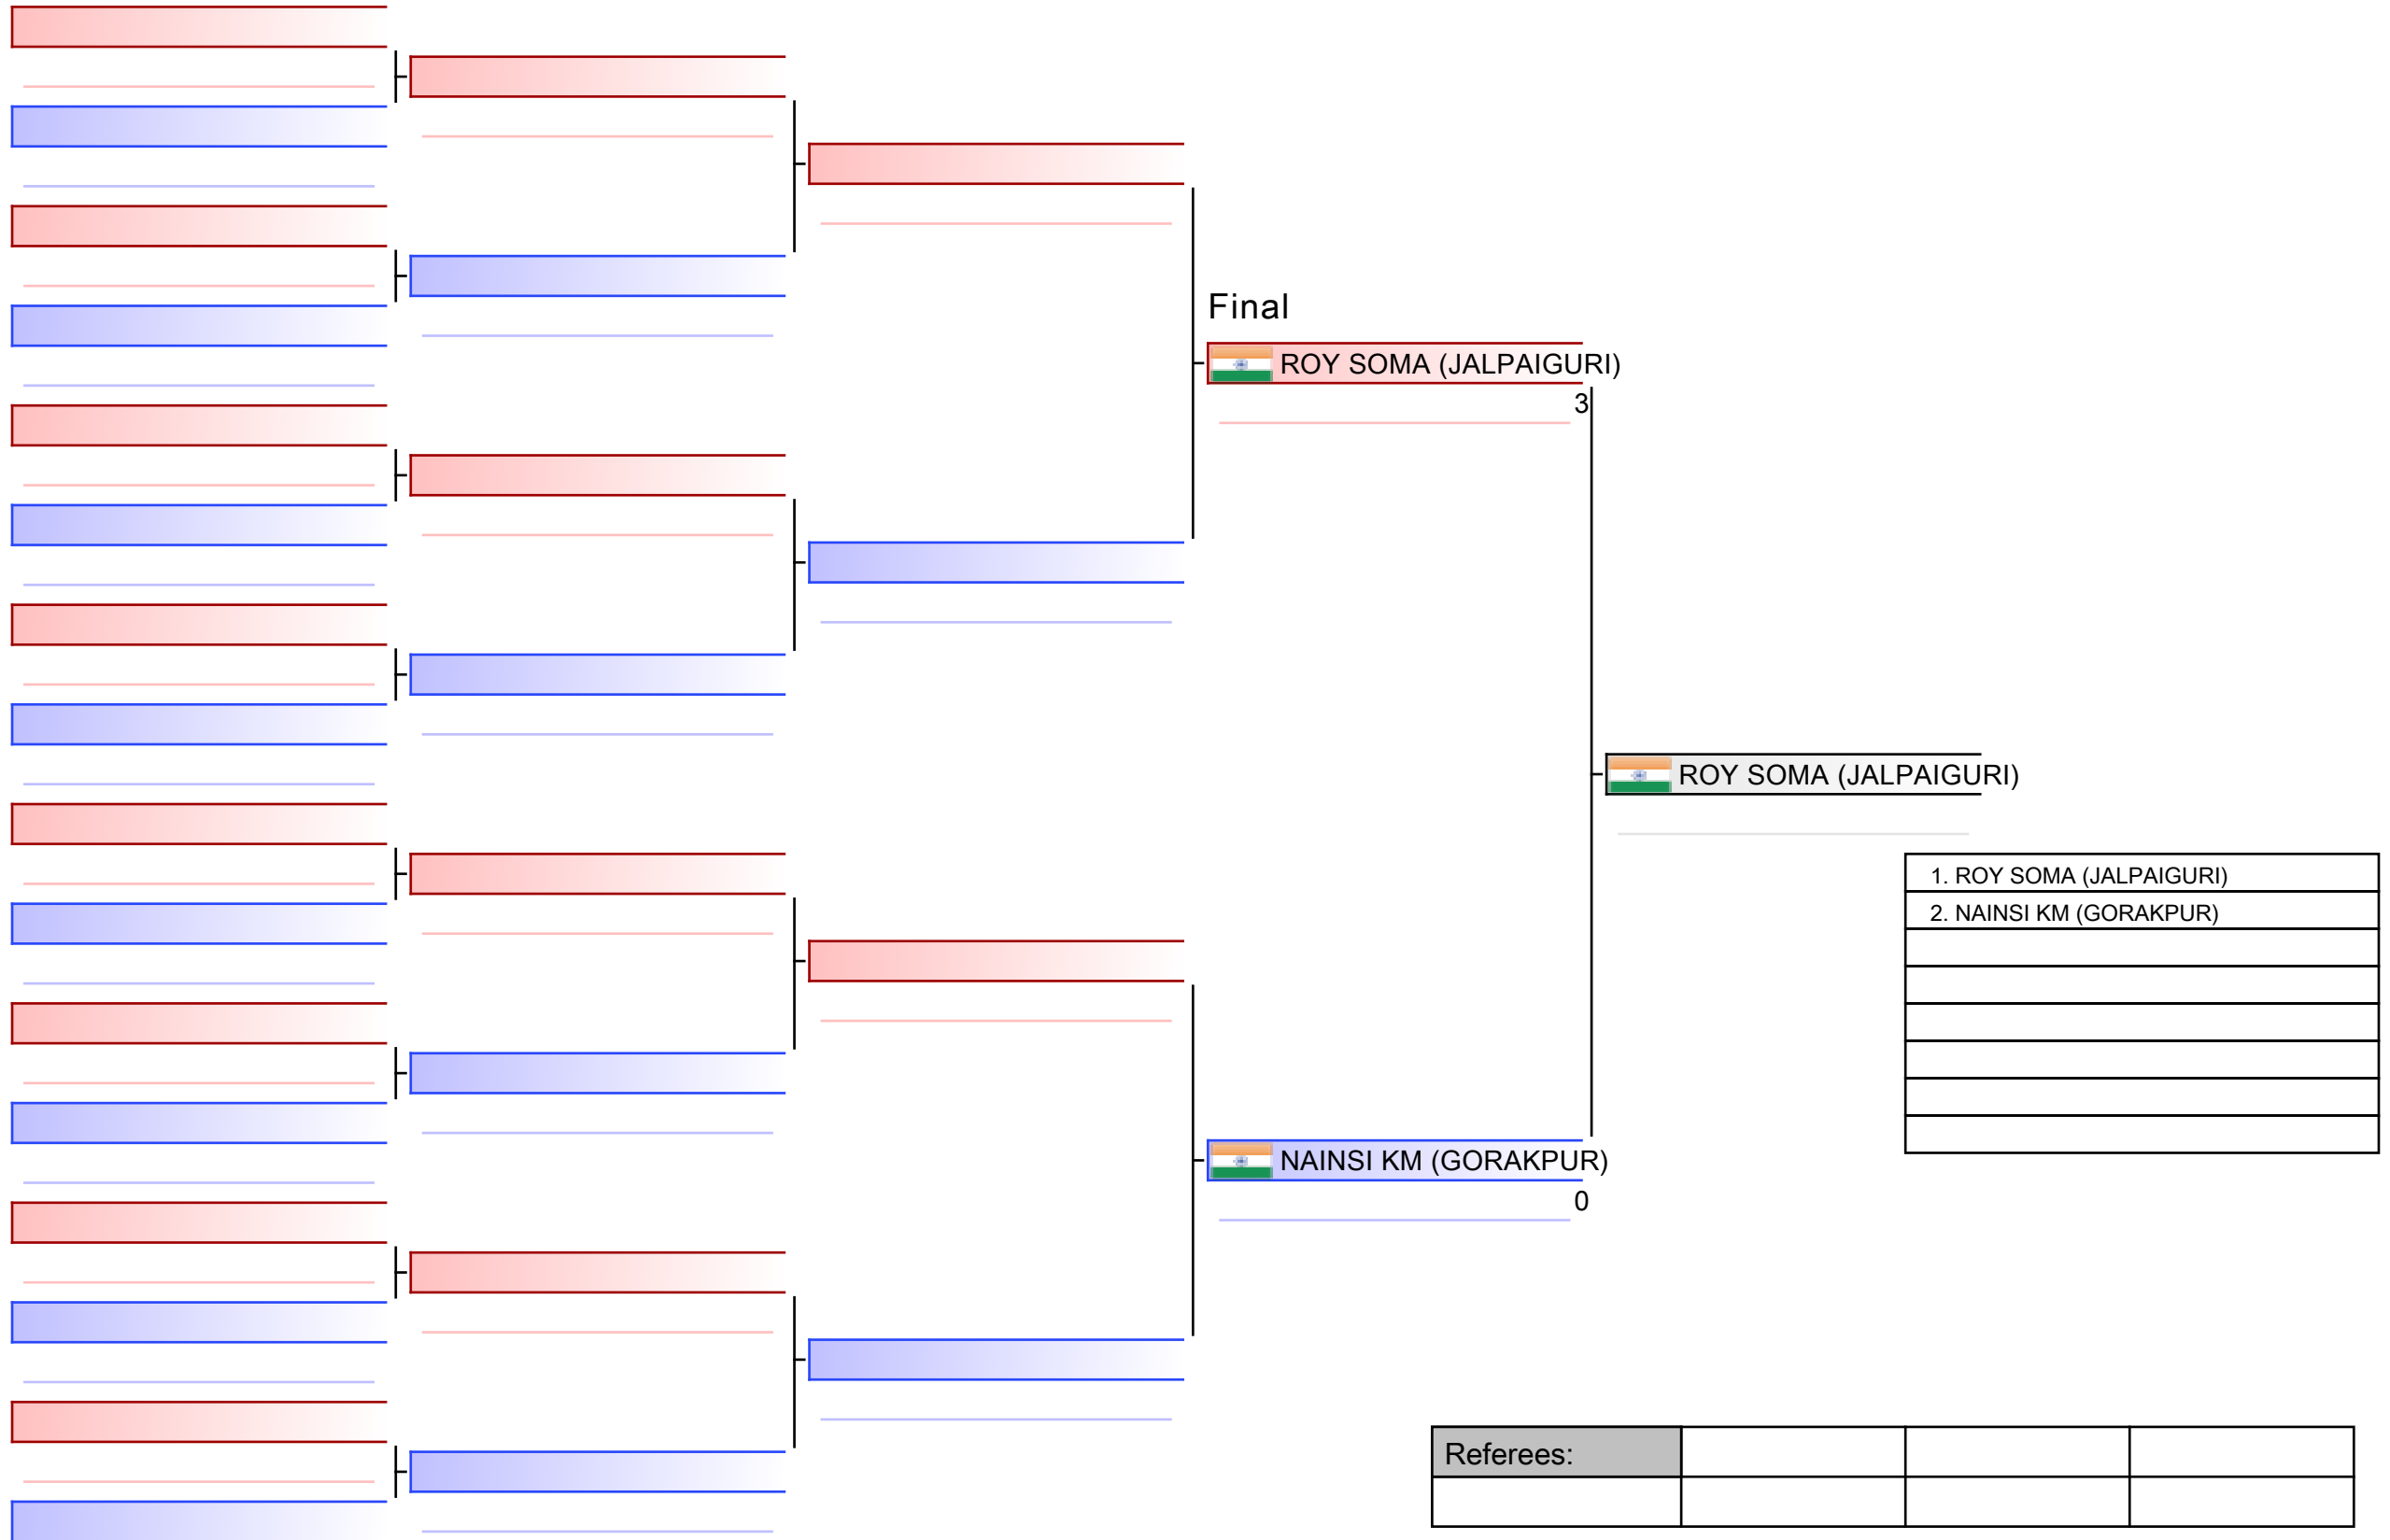 Final
ROY SOMA (JALPAIGURI)
3
ROY SOMA (JALPAIGURI)
1. ROY SOMA (JALPAIGURI)
2. NAINSI KM (GORAKPUR)
NAINSI KM (GORAKPUR)
0
Referees: